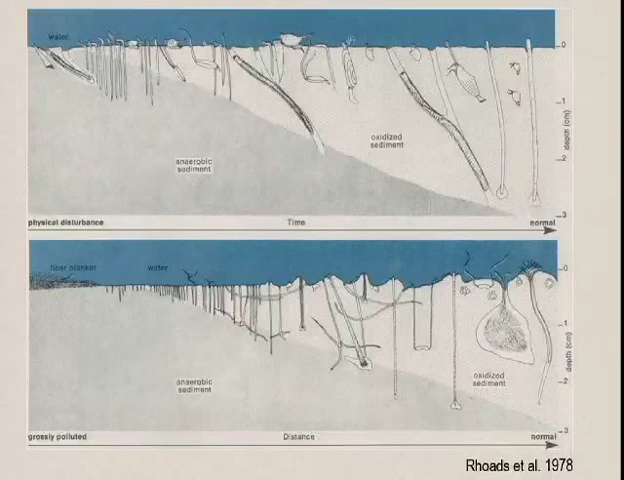 water
0
1
2
3
depth (cm)
anaerobic
sediment
oxidized
sediment
physical disturbance
Time
normal
fiber blanket
water
0
1
2
3
depth (cm)
anaerobic
sediment
oxidized
sediment
grossly polluted
Distance
normal
Rhoads et al. 1978